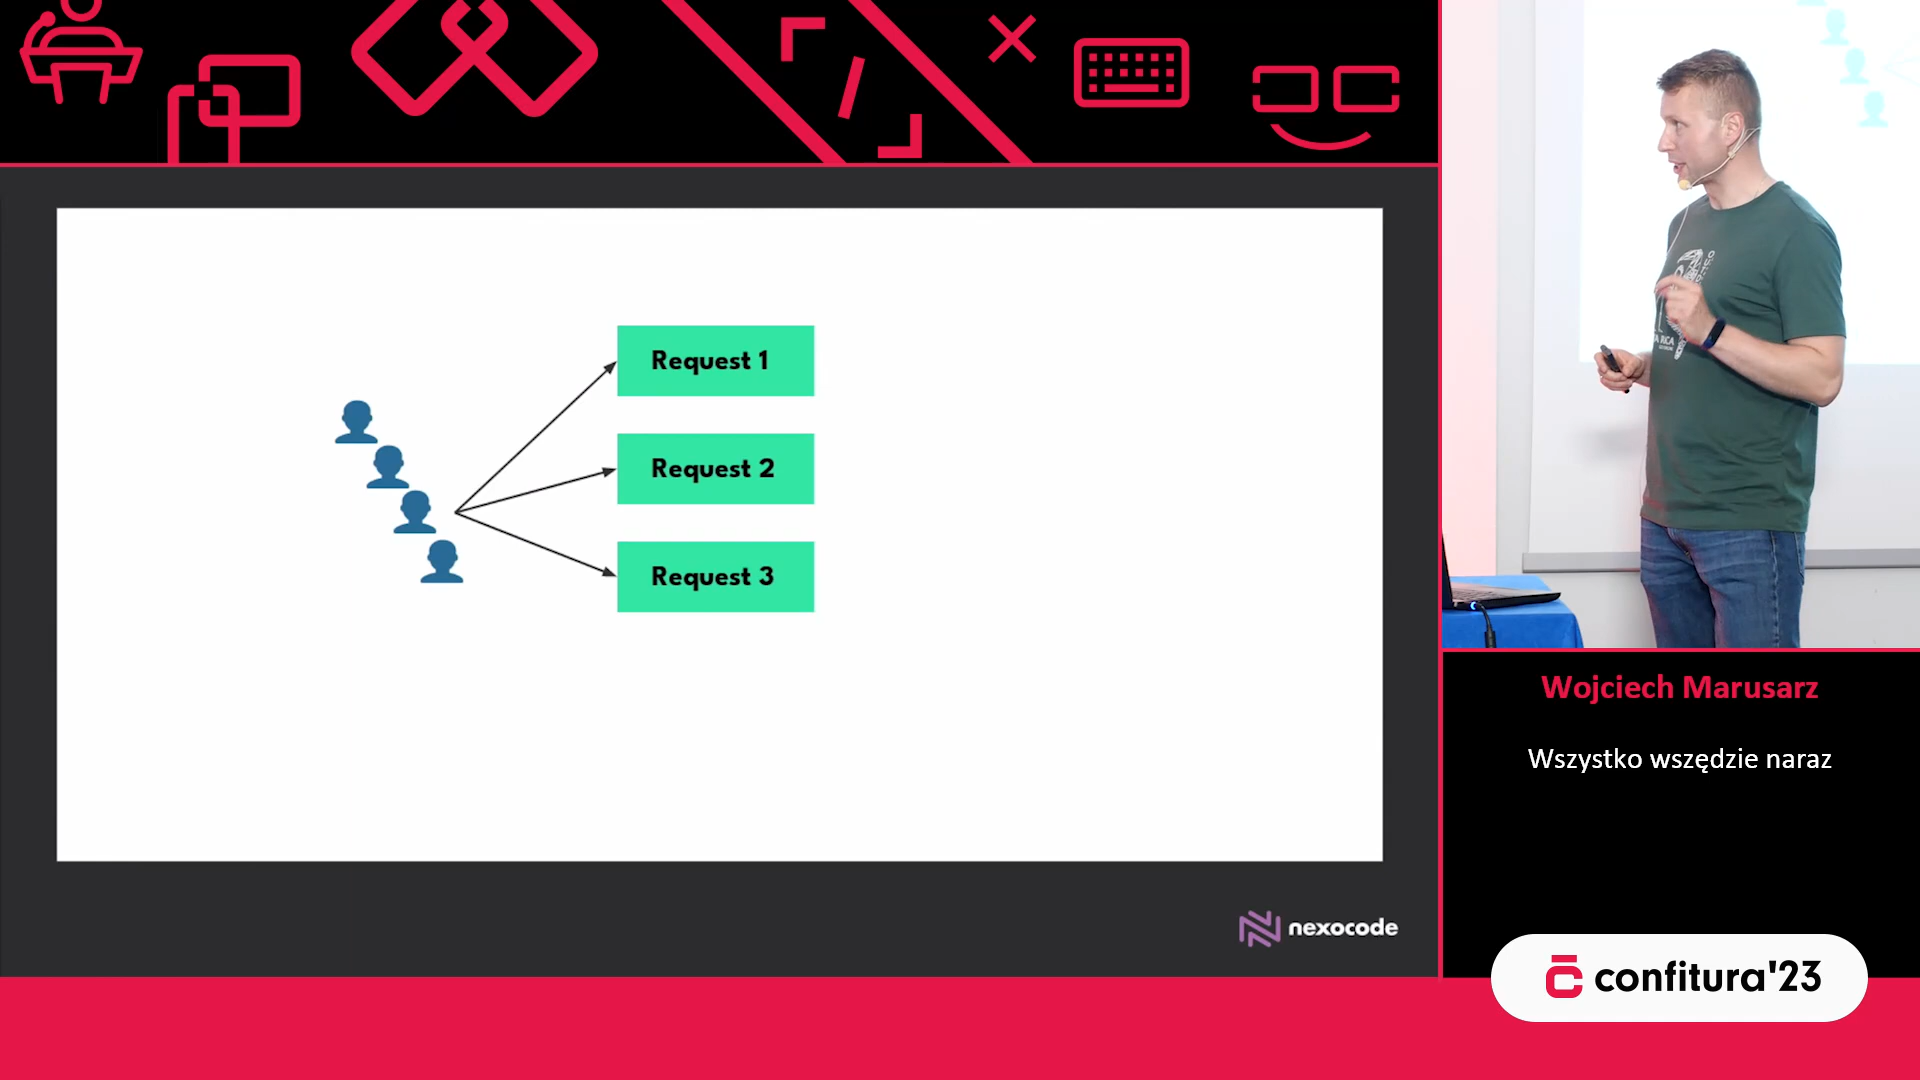 Request 1
Request 2
Request 3
nexocode
Wojciech Marusarz
Wszystko wszędzie naraz
confitura'23